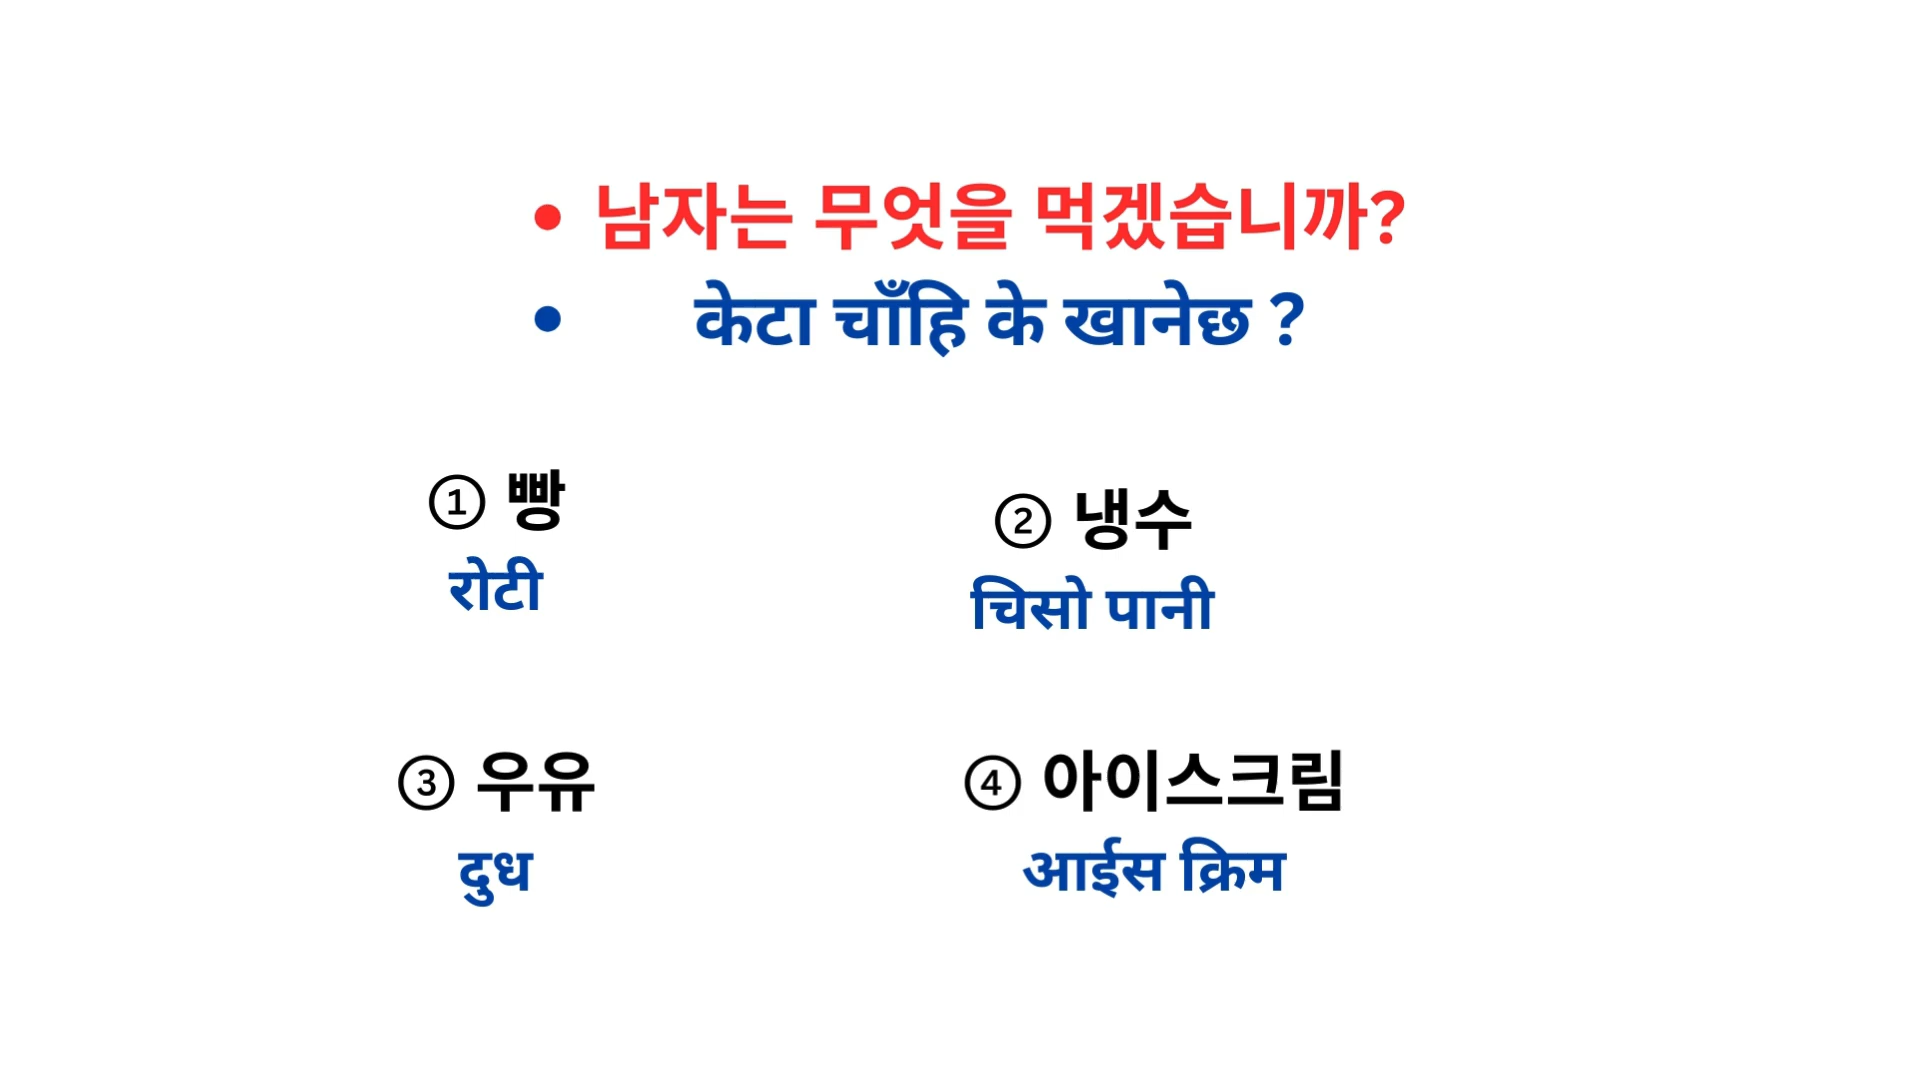 • 남자는 무엇을 먹겠습니까?
• केटा चाँहि के खानेछ ?
① 빵
रोटी
② 냉수
चिसो पानी
③ 우유
दुध
④ 아이스크림
आईस क्रिम